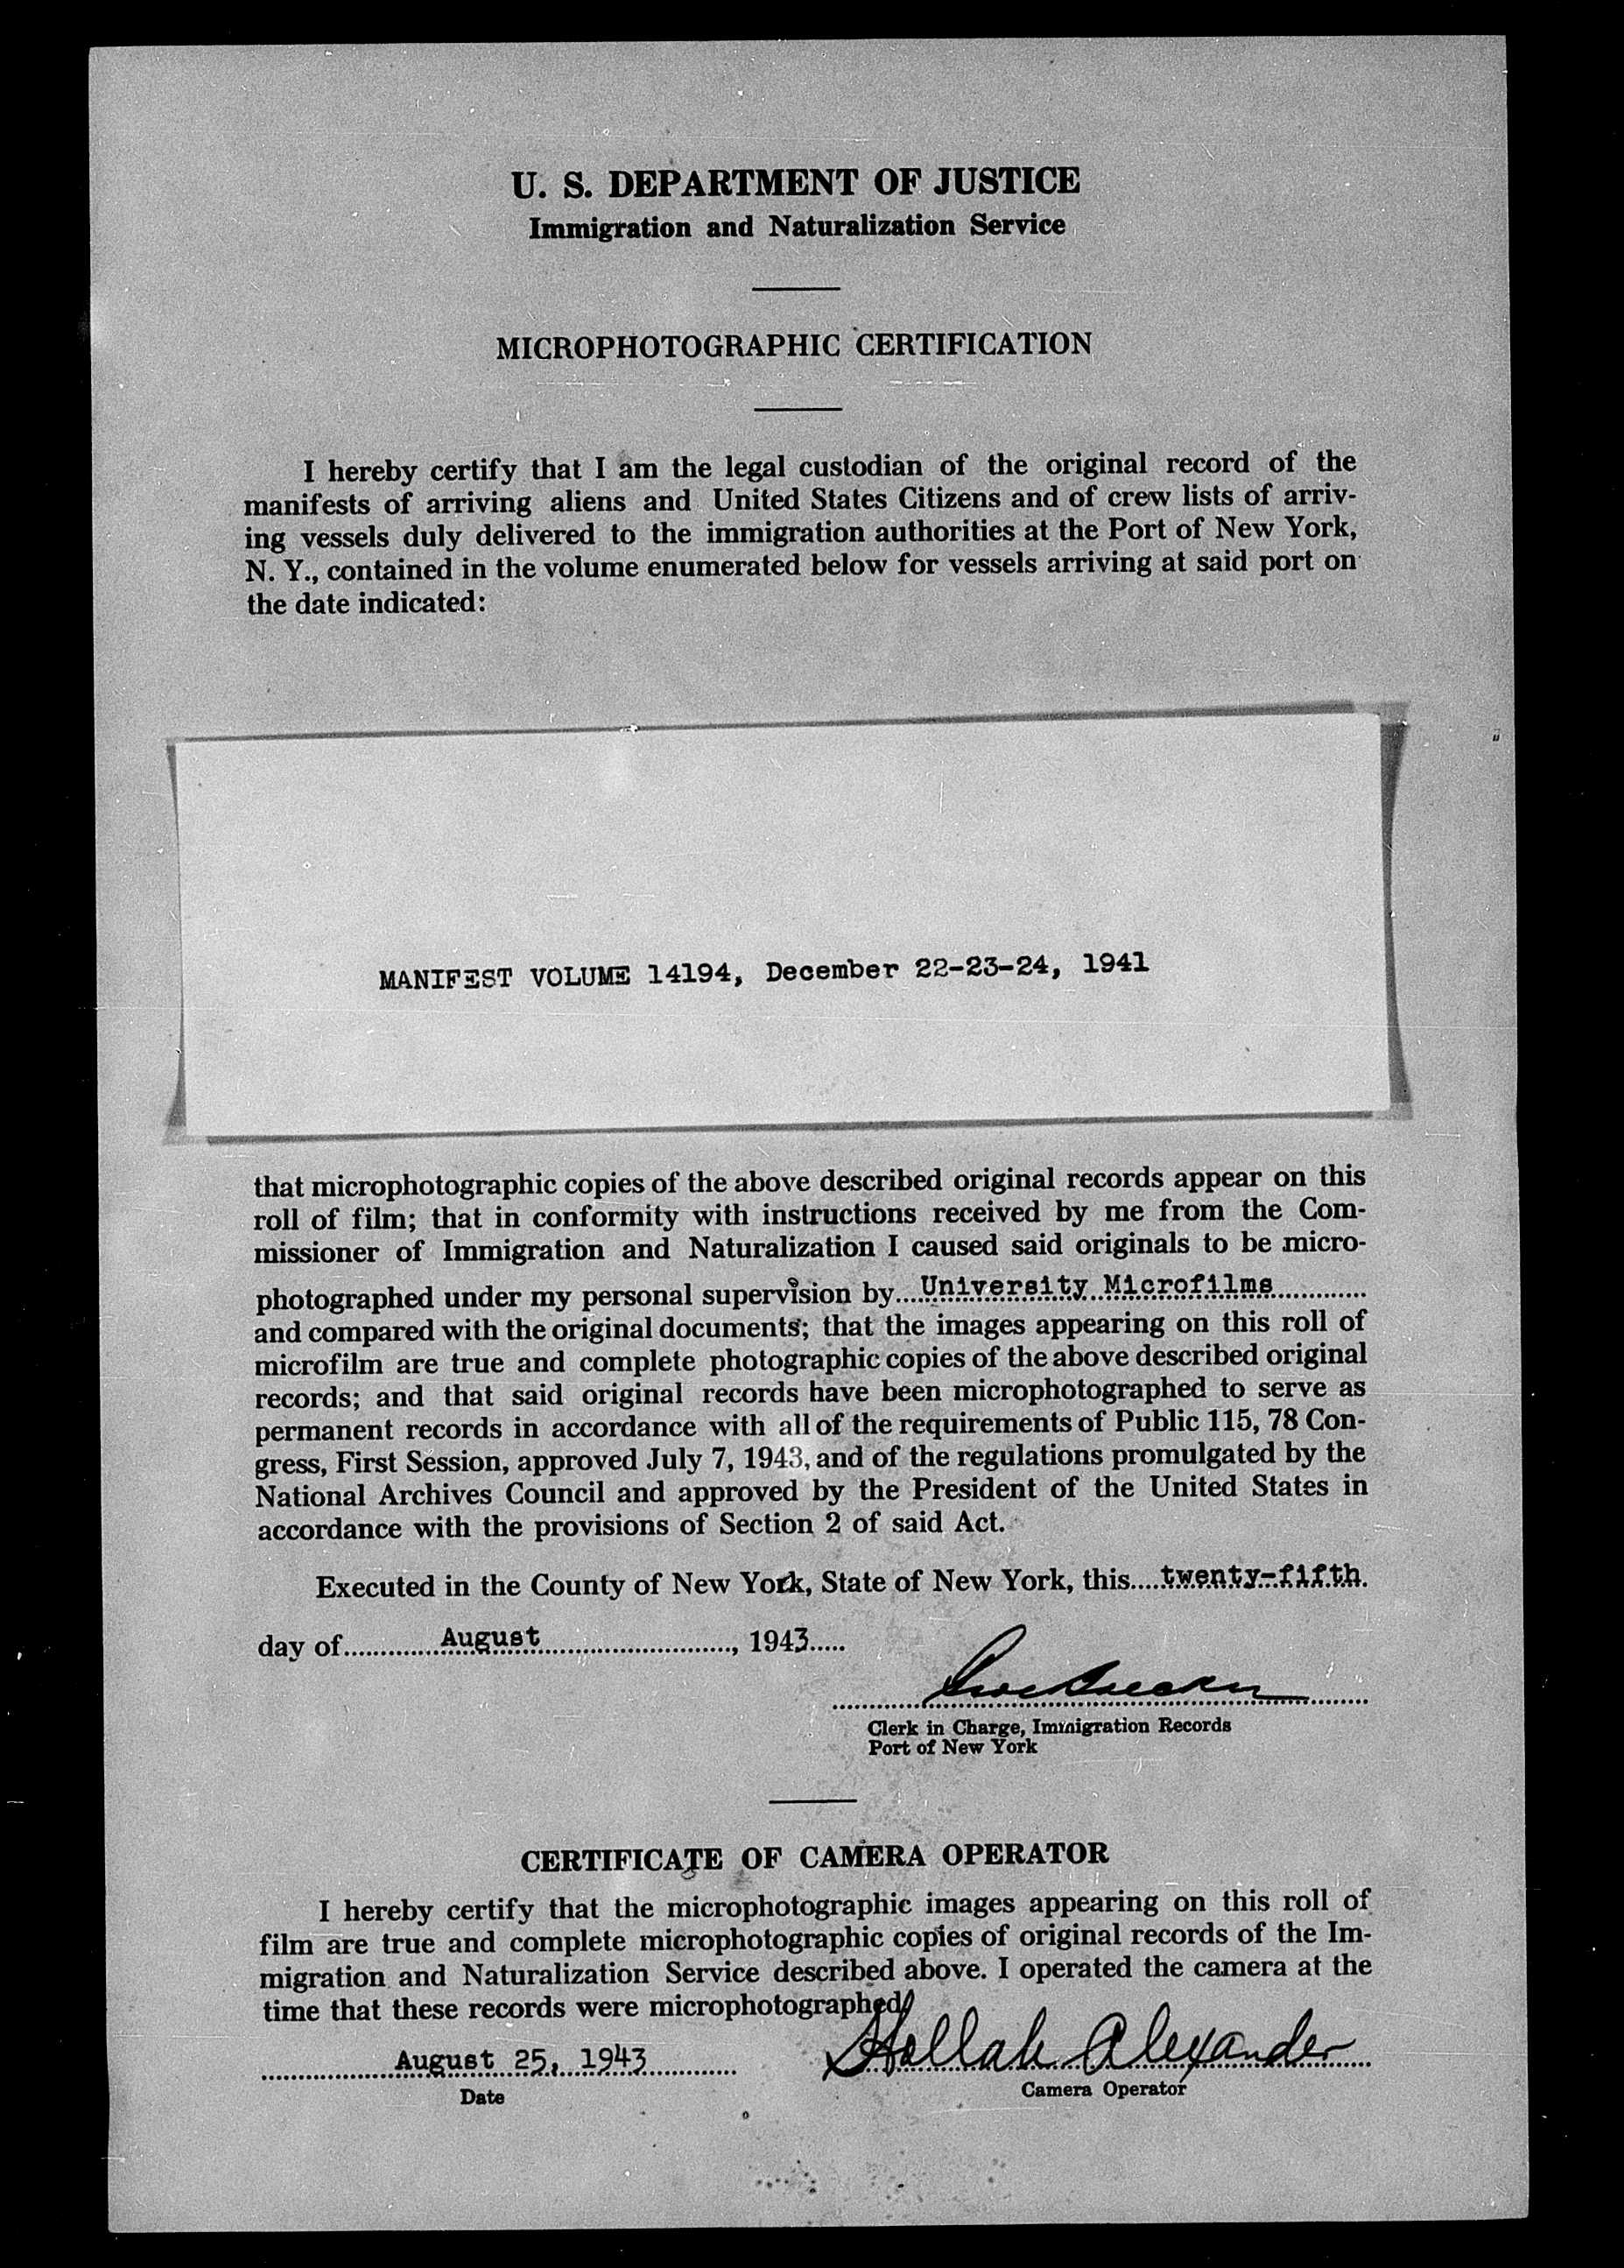 U. S. DEPARTMENT OF JUSTICE
Immigration and Naturalization Service
MICROPHOTOGRAPHIC CERTIFICATION
I hereby certify that I am the legal custodian of the original record of the
manifests of arriving aliens and United States Citizens and of crew lists of arriv-
ing vessels duly delivered to the immigration authorities at the Port of New York,
N. Y., contained in the volume enumerated below for vessels arriving at said port on
the date indicated:
MANIFEST VOLUME 14194, December 22-23-24, 1941
that microphotographic copies of the above described original records appear on this
roll of film; that in conformity with instructions received by me from the Com-
missioner of Immigration and Naturalization I caused said originals to be micro-
photographed under my personal supervision by....University Microfilms............
and compared with the original documents; that the images appearing on this roll of
microfilm are true and complete photographic copies of the above described original
records; and that said original records have been microphotographed to serve as
permanent records in accordance with all of the requirements of Public 115, 78 Con-
gress, First Session, approved July 7, 1943, and of the regulations promulgated by the
National Archives Council and approved by the President of the United States in
accordance with the provisions of Section 2 of said Act.
Executed in the County of New York, State of New York, this....twenty-fifth.
day of............August..........................., 1943.....
Clerk in Charge, Immigration Records
Port of New York
CERTIFICATE OF CAMERA OPERATOR
I hereby certify that the microphotographic images appearing on this roll of
film are true and complete microphotographic copies of original records of the Im-
migration and Naturalization Service described above. I operated the camera at the
time that these records were microphotographed.
August 25, 1943 Hollah Alexander
Date Camera Operator